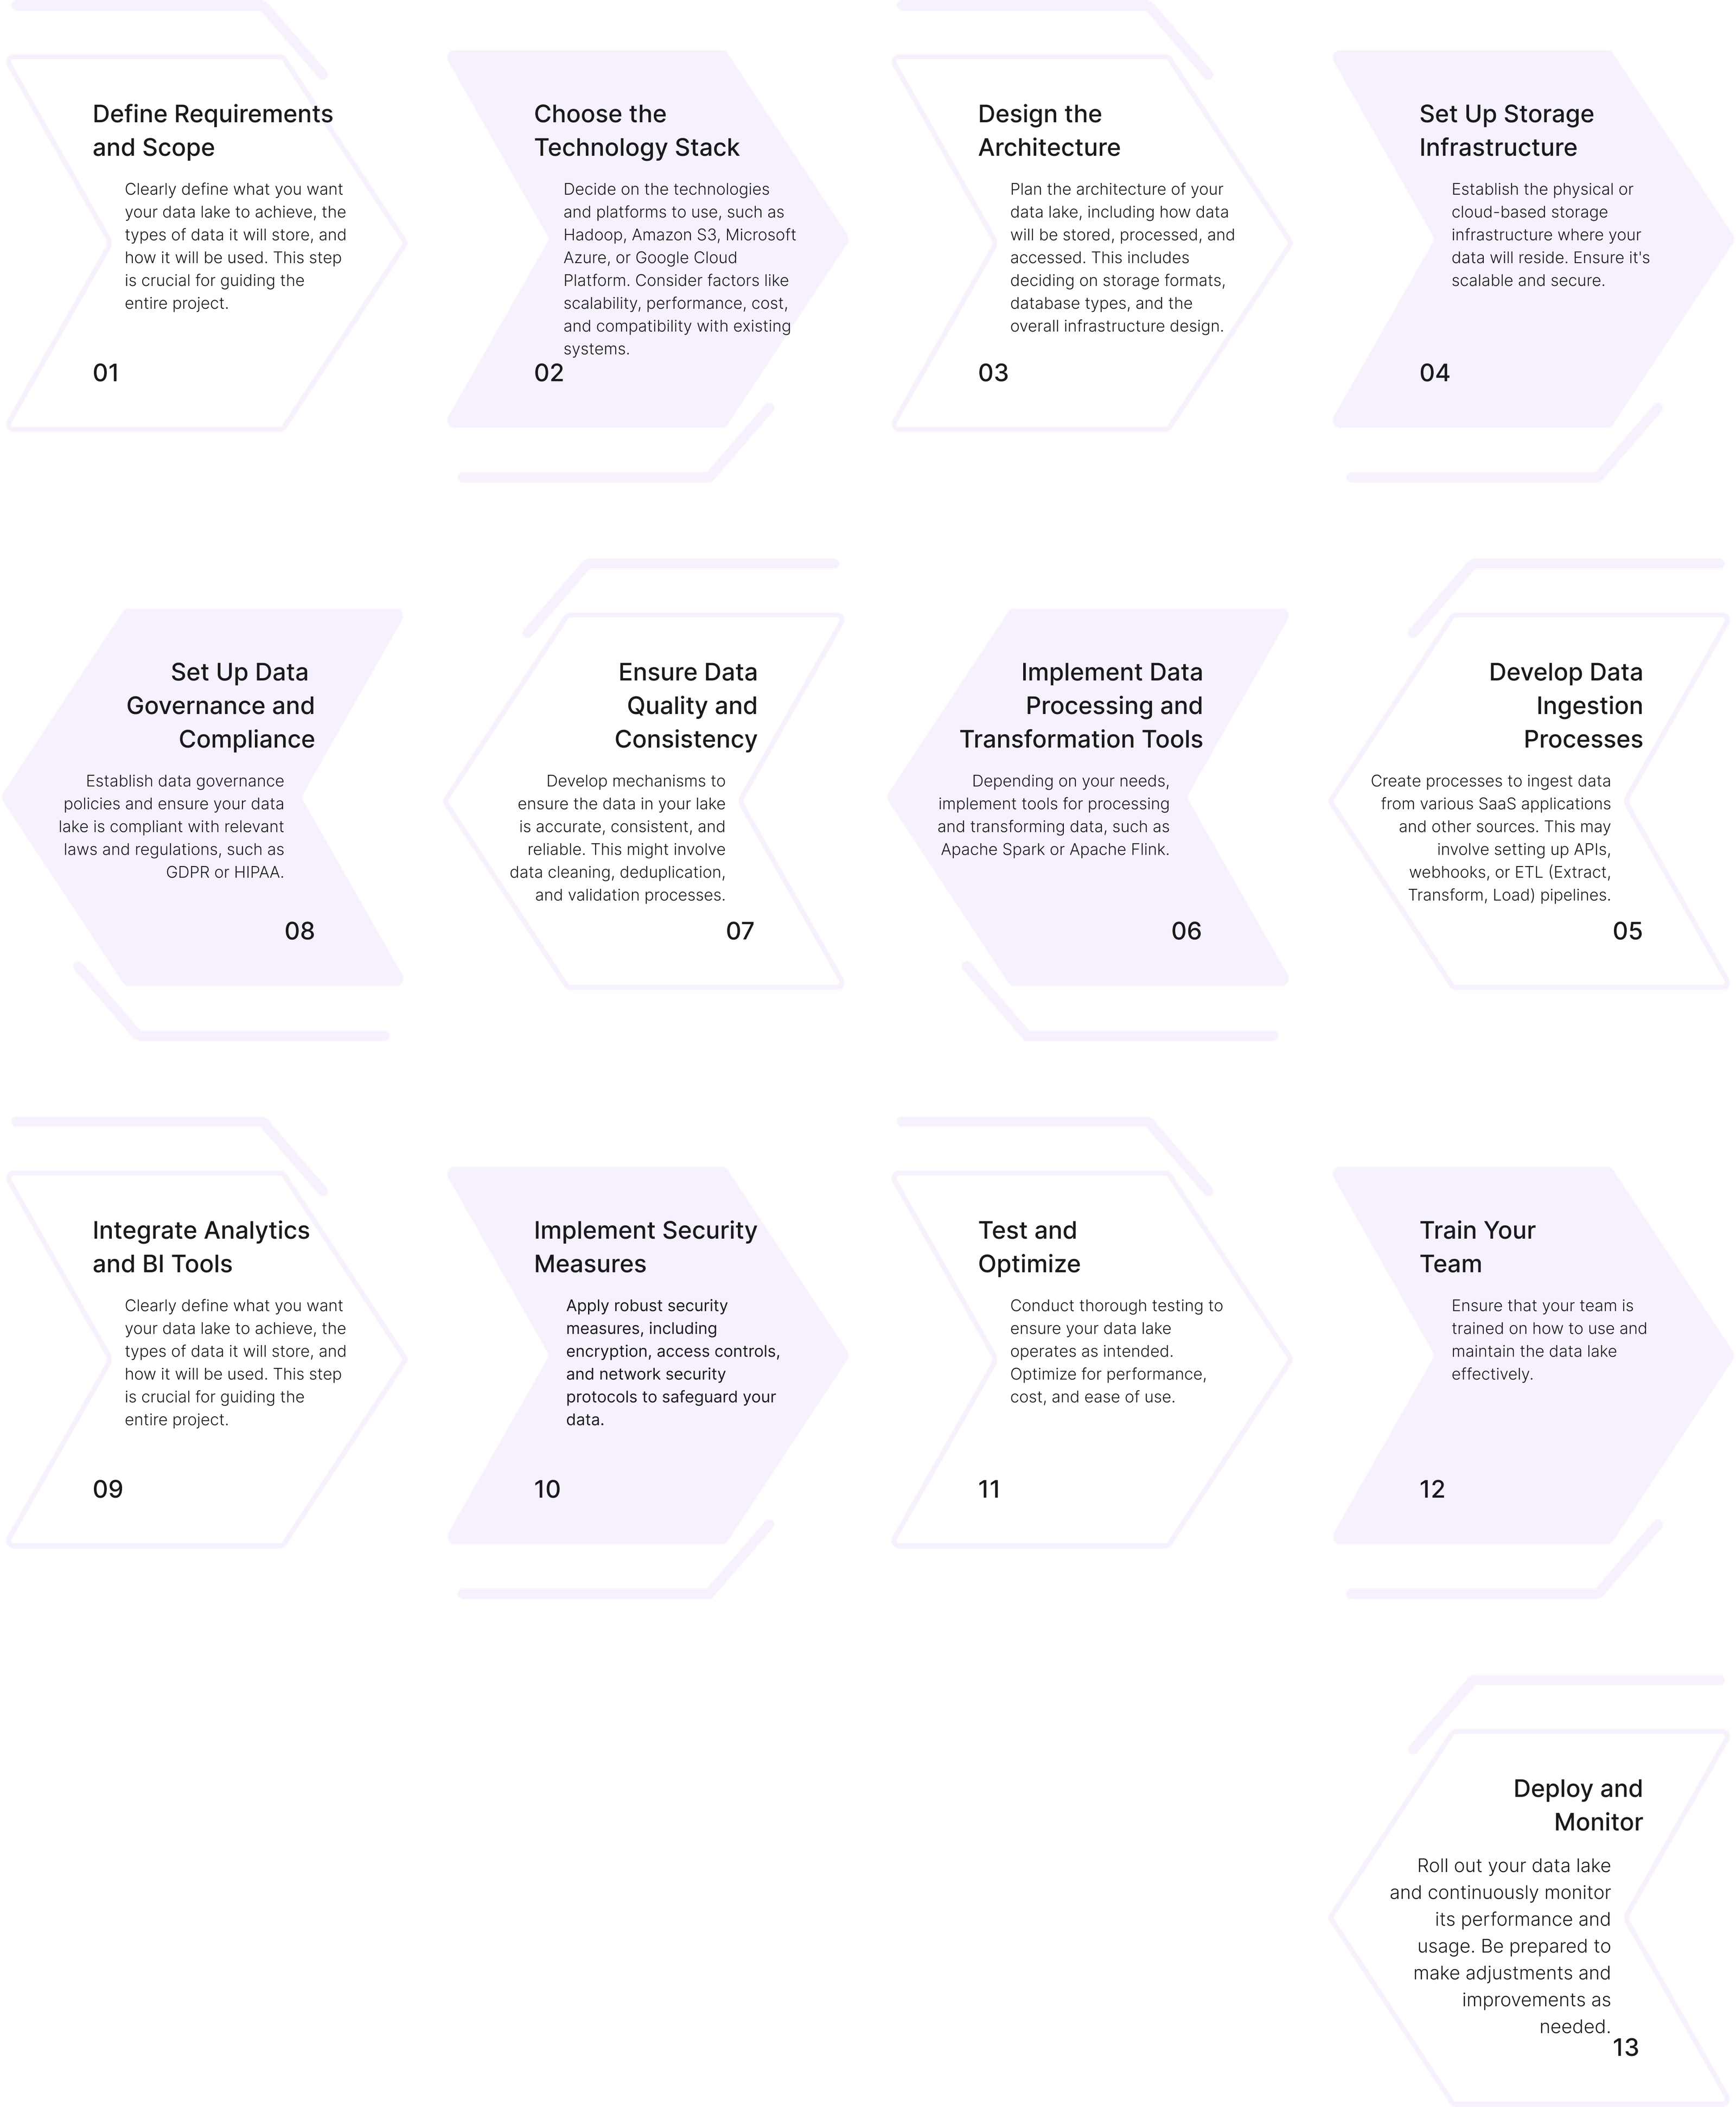 Define Requirements
and Scope
Clearly define what you want
your data lake to achieve, the
types of data it will store, and
how it will be used. This step
is crucial for guiding the
entire project.
01
Choose the
Technology Stack
Decide on the technologies
and platforms to use, such as
Hadoop, Amazon S3, Microsoft
Azure, or Google Cloud
Platform. Consider factors like
scalability, performance, cost,
and compatibility with existing
systems.
02
Design the
Architecture
Plan the architecture of your
data lake, including how data
will be stored, processed, and
accessed. This includes
deciding on storage formats,
database types, and the
overall infrastructure design.
03
Set Up Storage
Infrastructure
Establish the physical or
cloud-based storage
infrastructure where your
data will reside. Ensure it's
scalable and secure.
04
Develop Data
Ingestion
Processes
Create processes to ingest data
from various SaaS applications
and other sources. This may
involve setting up APIs,
webhooks, or ETL (Extract,
Transform, Load) pipelines.
05
Implement Data
Processing and
Transformation Tools
Depending on your needs,
implement tools for processing
and transforming data, such as
Apache Spark or Apache Flink.
06
Ensure Data
Quality and
Consistency
Develop mechanisms to
ensure the data in your lake
is accurate, consistent, and
reliable. This might involve
data cleaning, deduplication,
and validation processes.
07
Set Up Data
Governance and
Compliance
Establish data governance
policies and ensure your data
lake is compliant with relevant
laws and regulations, such as
GDPR or HIPAA.
08
Integrate Analytics
and BI Tools
Clearly define what you want
your data lake to achieve, the
types of data it will store, and
how it will be used. This step
is crucial for guiding the
entire project.
09
Implement Security
Measures
Apply robust security
measures, including
encryption, access controls,
and network security
protocols to safeguard your
data.
10
Test and
Optimize
Conduct thorough testing to
ensure your data lake
operates as intended.
Optimize for performance,
cost, and ease of use.
11
Train Your
Team
Ensure that your team is
trained on how to use and
maintain the data lake
effectively.
12
Deploy and
Monitor
Roll out your data lake
and continuously monitor
its performance and
usage. Be prepared to
make adjustments and
improvements as
needed.
13